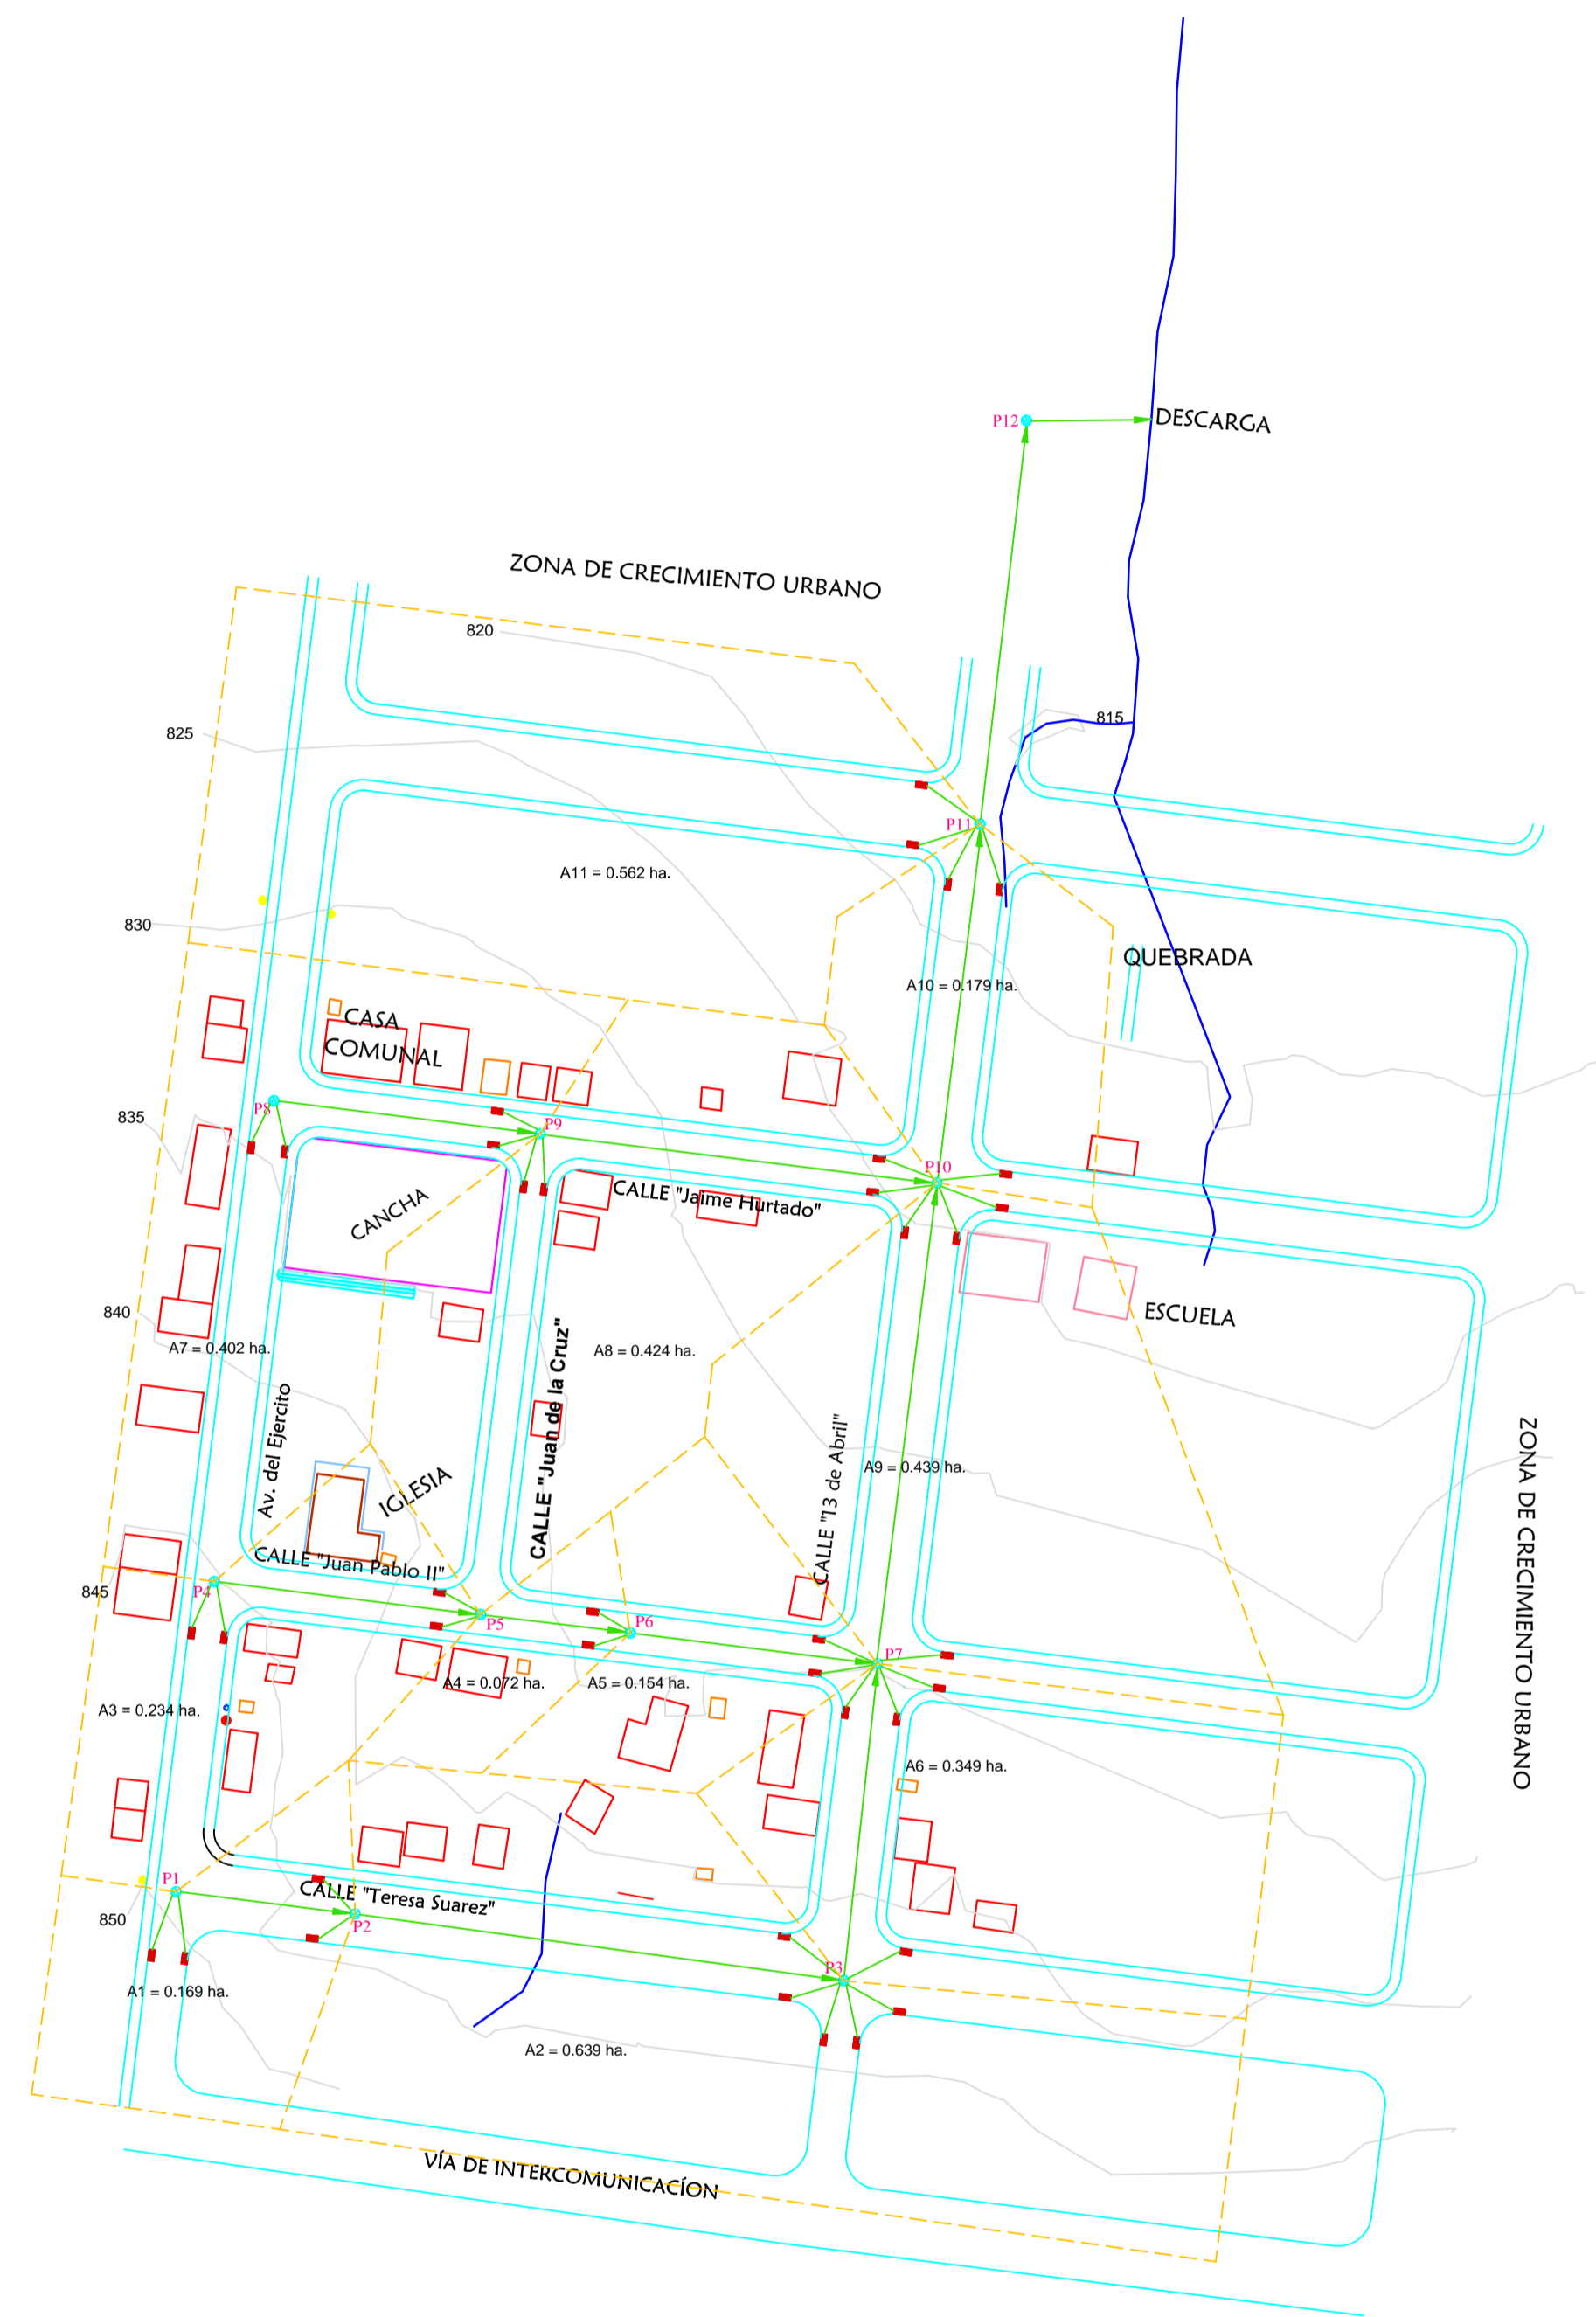 P12
DESCARGA
ZONA DE CRECIMIENTO URBANO
820
815
825
P11
A11 = 0.562 ha.
830
QUEBRADA
A10 = 0.179 ha.
CASA
COMUNAL
P8
835
P9
P10
CALLE "Jaime Hurtado"
CANCHA
840
ESCUELA
A7 = 0.402 ha.
A8 = 0.424 ha.
Av. del Ejercito
CALLE "Juan de la Cruz"
CALLE "13 de Abril"
A9 = 0.439 ha.
IGLESIA
ZONA DE CRECIMIENTO URBANO
CALLE "Juan Pablo II"
845
P4
P5
P6
P7
A4 = 0.072 ha.
A5 = 0.154 ha.
A3 = 0.234 ha.
A6 = 0.349 ha.
P1
CALLE "Teresa Suarez"
850
P2
P3
A1 = 0.169 ha.
A2 = 0.639 ha.
VÍA DE INTERCOMUNICACÍON